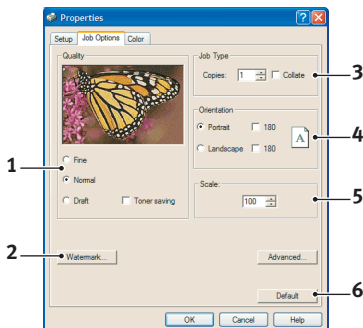 Properties
Setup Job Options Color
Quality
Job Type
Copies: 1 Collate
3
Orientation
Portrait 180
A
4
Landscape 180
1
Fine
Normal
Draft Toner saving
Scale:
100
5
2
Watermark...
Advanced...
Default
6
OK Cancel Help